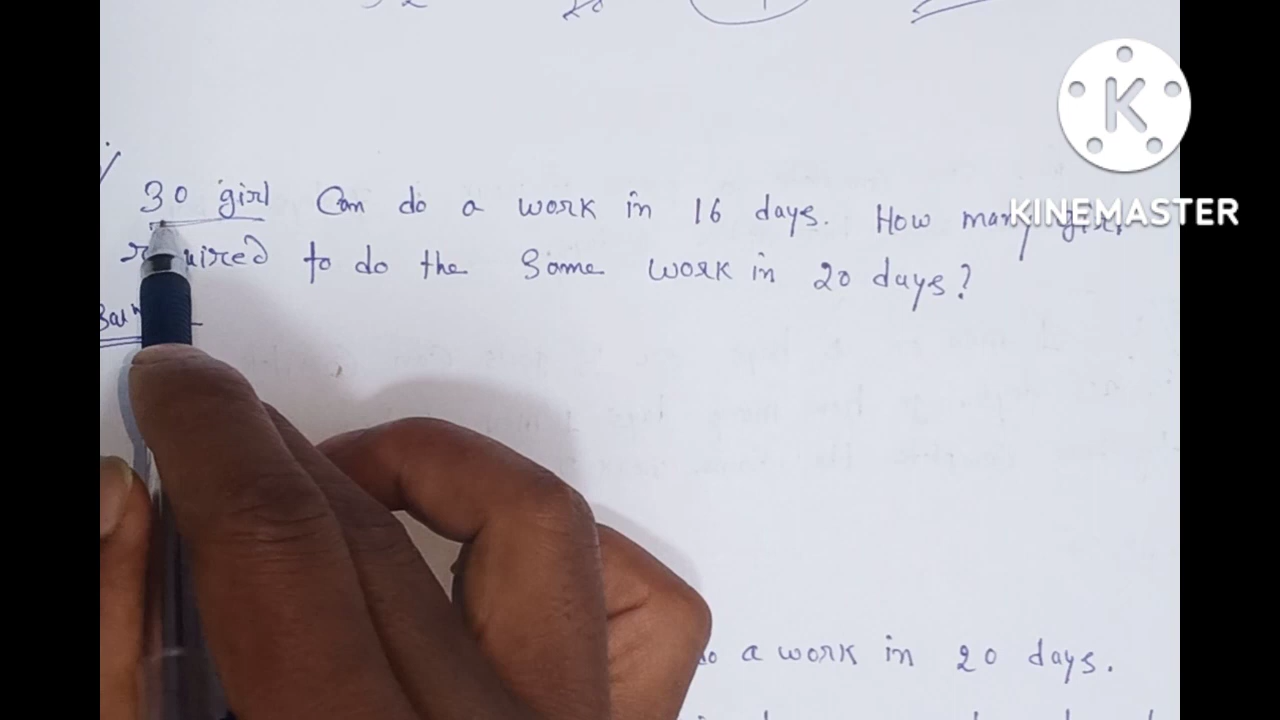 30 girl Can do a work in 16 days. How many girl
required to do the Same work in 20 days?
KINEMASTER
a work in 20 days.